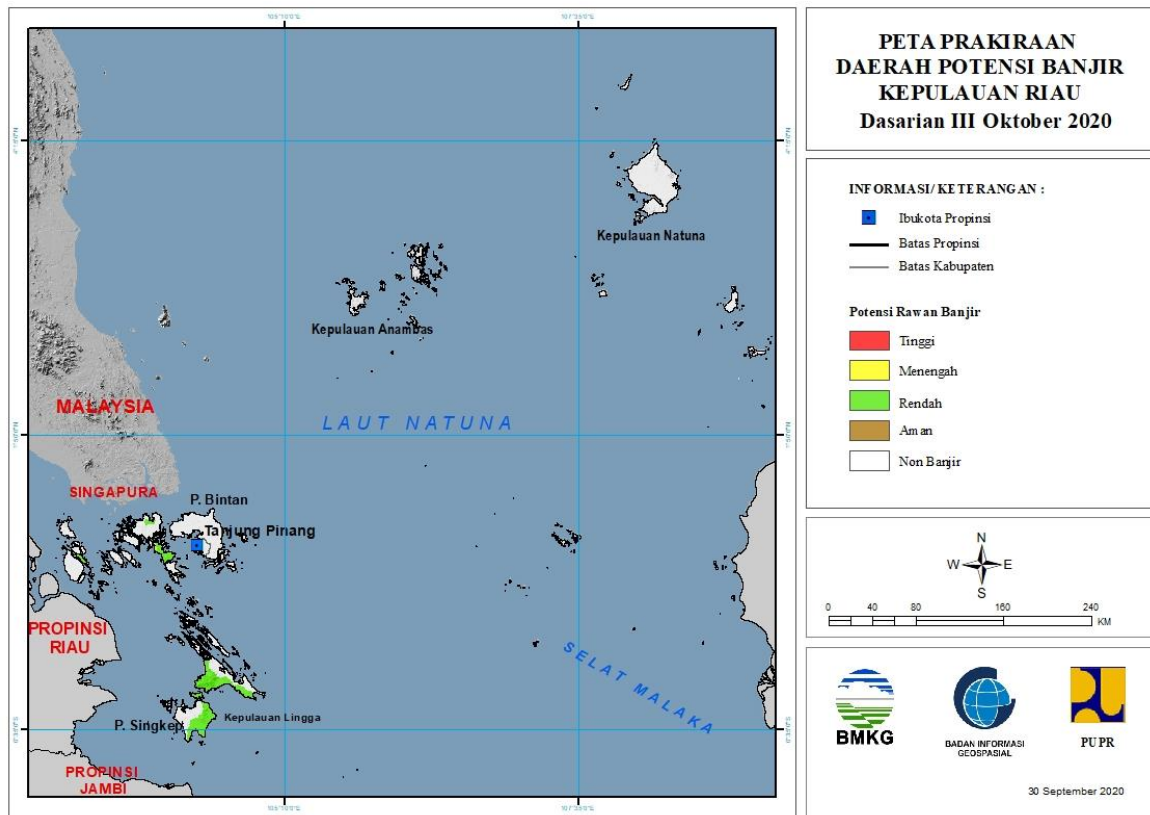 PETA PRAKIRAAN
DAERAH POTENSI BANJIR
KEPULAUAN RIAU
Dasarian III Oktober 2020
INFORMASI/ KETERANGAN :
Ibukota Propinsi
Batas Propinsi
Batas Kabupaten
Potensi Rawan Banjir
Tinggi
Menengah
Rendah
Aman
Non Banjir
N
W E
S
0 40 80 160 240
KM
BMKG
BADAN INFORMASI
GEOSPASIAL
PUPR
30 September 2020
Kepulauan Natuna
Kepulauan Anambas
MALAYSIA
LAUT NATUNA
SINGAPURA
P. Bintan
Tanjung Pinang
PROPINSI
RIAU
SELAT MALAKA
Kepulauan Lingga
P. Singkep
PROPINSI
JAMBI